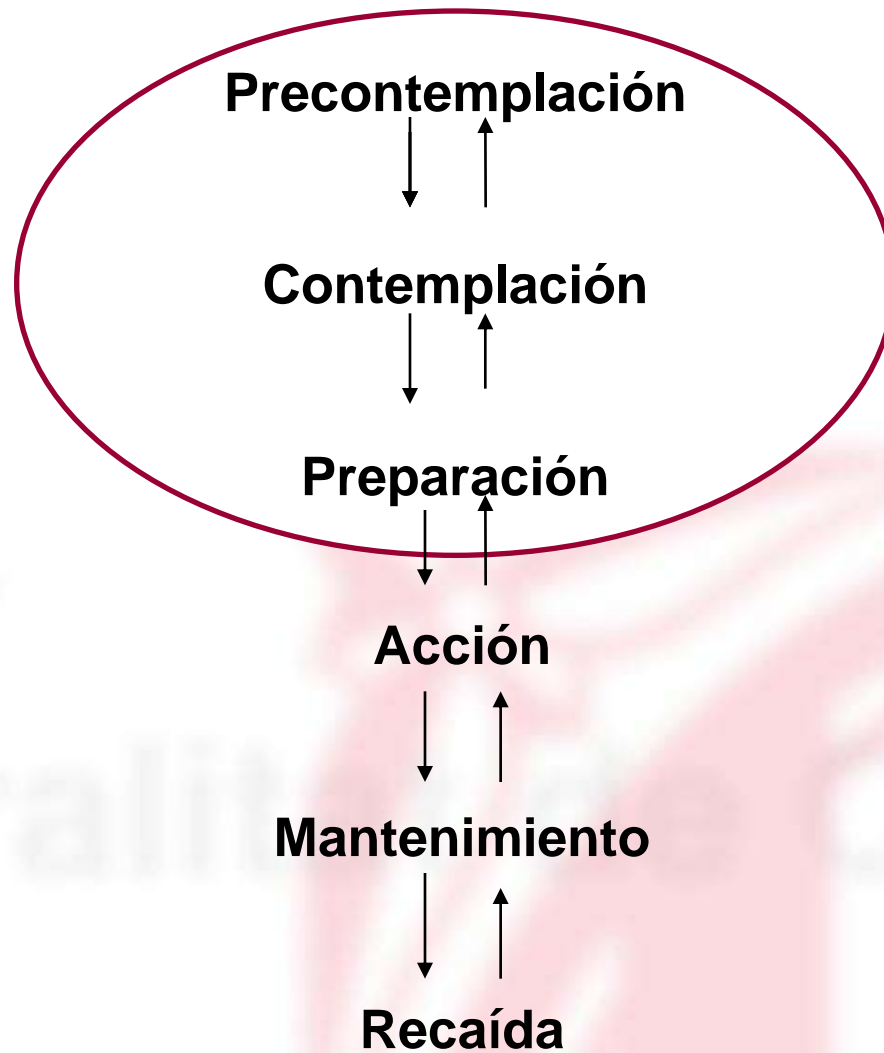 Precontemplación
Contemplación
Preparación
Acción
Mantenimiento
Recaída